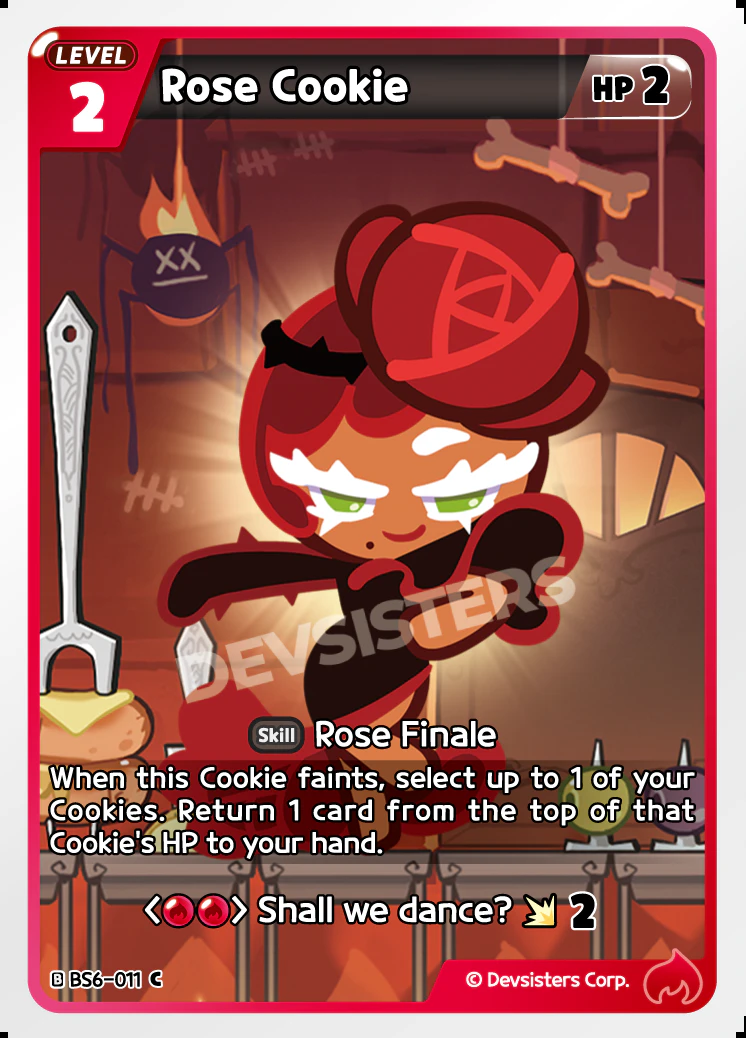 LEVEL
2
Rose Cookie
HP 2
XX
DEVSISTERS
Skill Rose Finale
When this Cookie faints, select up to 1 of your
Cookies. Return 1 card from the top of that
Cookie's HP to your hand.
< > Shall we dance? 2
B BS6-011 C
© Devsisters Corp.